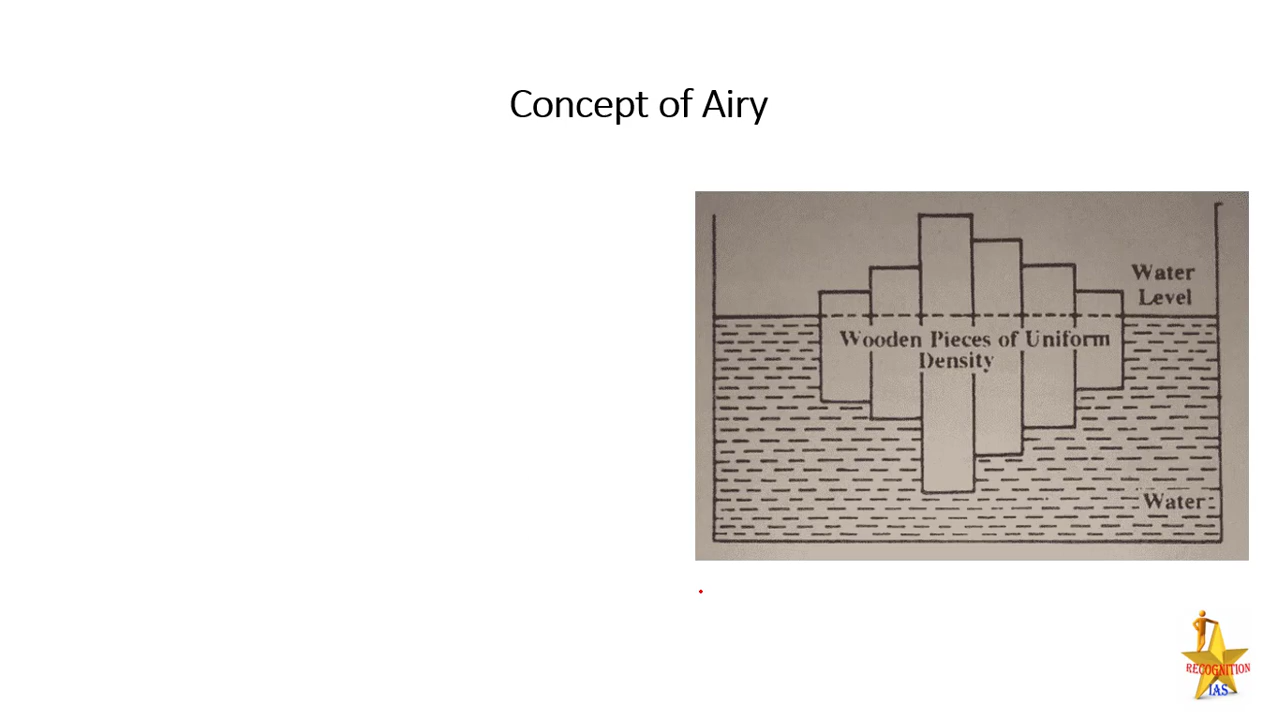 Concept of Airy
Water
Level
Wooden Pieces of Uniform
Density
Water
RECOGNITION
IAS